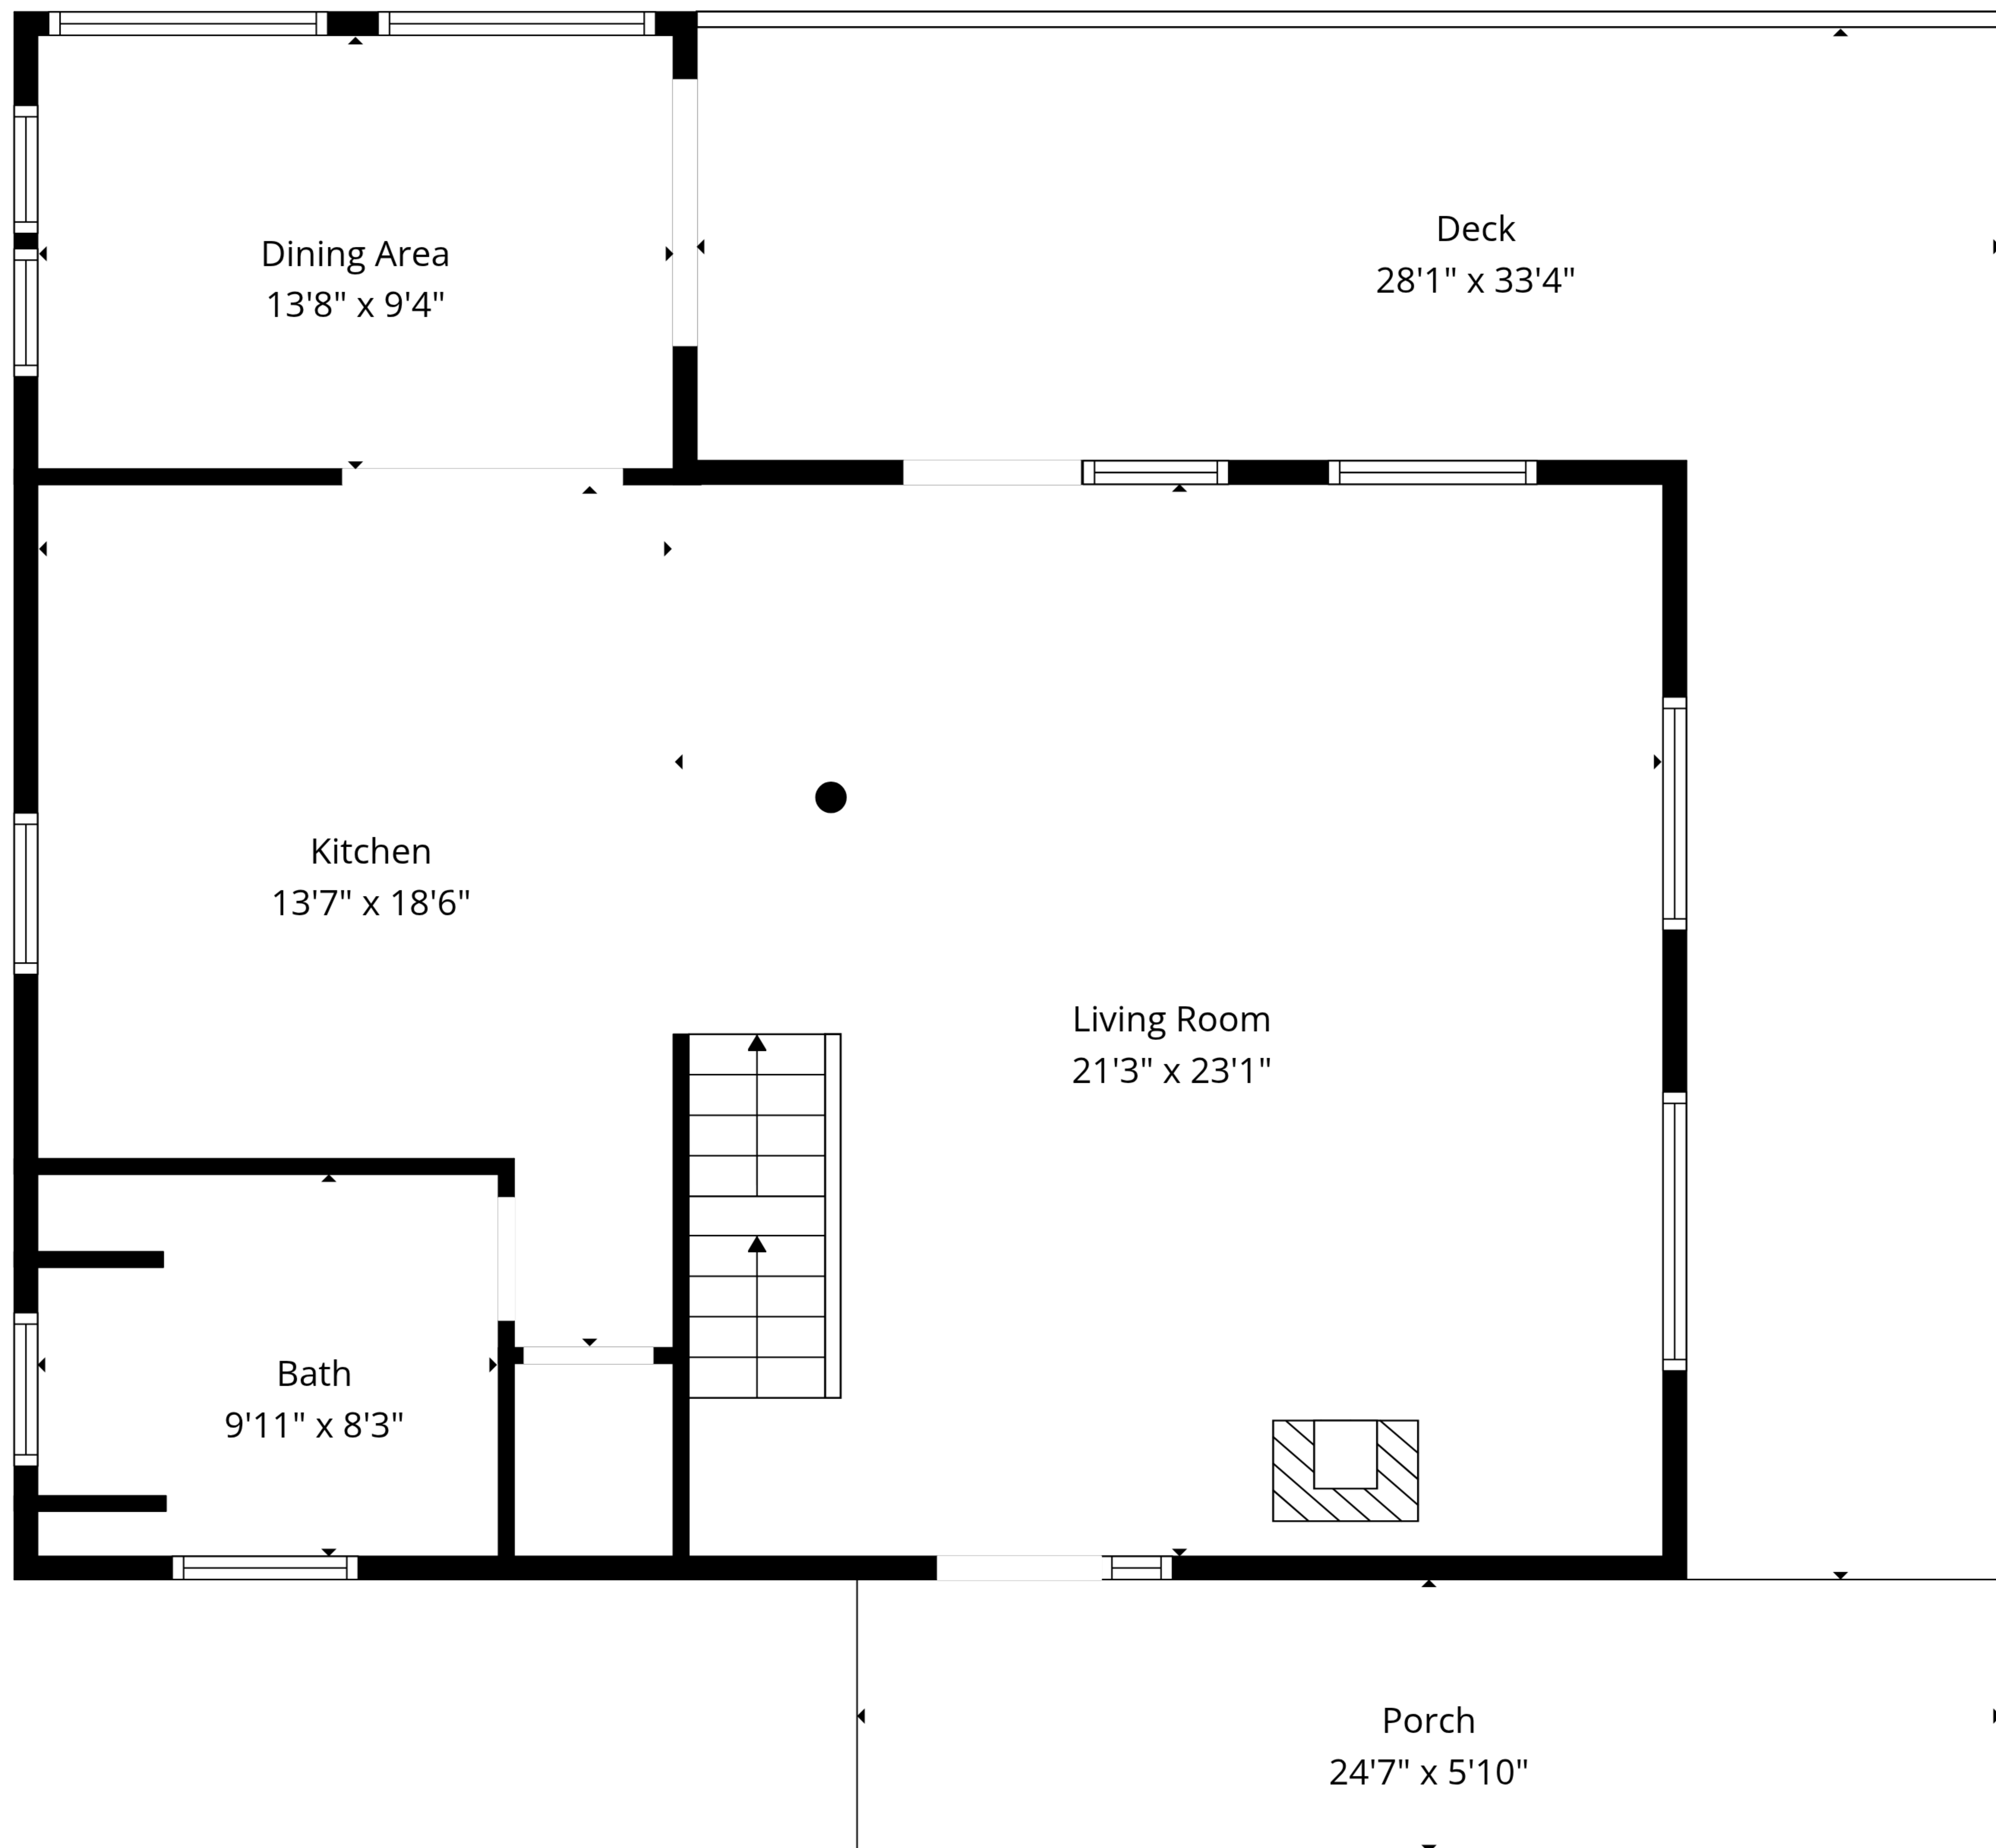 Deck
28'1" x 33'4"
Dining Area
13'8" x 9'4"
Kitchen
13'7" x 18'6"
Living Room
21'3" x 23'1"
Bath
9'11" x 8'3"
Porch
24'7" x 5'10"